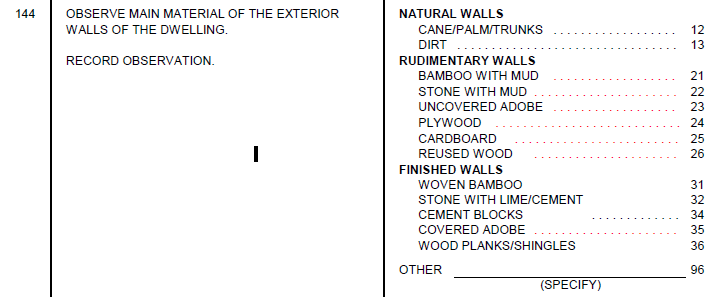 144 OBSERVE MAIN MATERIAL OF THE EXTERIOR
WALLS OF THE DWELLING.
RECORD OBSERVATION.
NATURAL WALLS
CANE/PALM/TRUNKS . . . . . . . . . . . . . . . . . 12
DIRT . . . . . . . . . . . . . . . . . . . . . . . . . . . . . . 13
RUDIMENTARY WALLS
BAMBOO WITH MUD . . . . . . . . . . . . . . . . . 21
STONE WITH MUD . . . . . . . . . . . . . . . . . . . . 22
UNCOVERED ADOBE . . . . . . . . . . . . . . . . . 23
PLYWOOD . . . . . . . . . . . . . . . . . . . . . . . . . 24
CARDBOARD . . . . . . . . . . . . . . . . . . . . . . 25
REUSED WOOD . . . . . . . . . . . . . . . . . . . . 26
FINISHED WALLS
WOVEN BAMBOO 31
STONE WITH LIME/CEMENT 32
CEMENT BLOCKS . . . . . . . . . . . . 34
COVERED ADOBE . . . . . . . . . . . . . . . . . . . . 35
WOOD PLANKS/SHINGLES 36
OTHER 96
(SPECIFY)